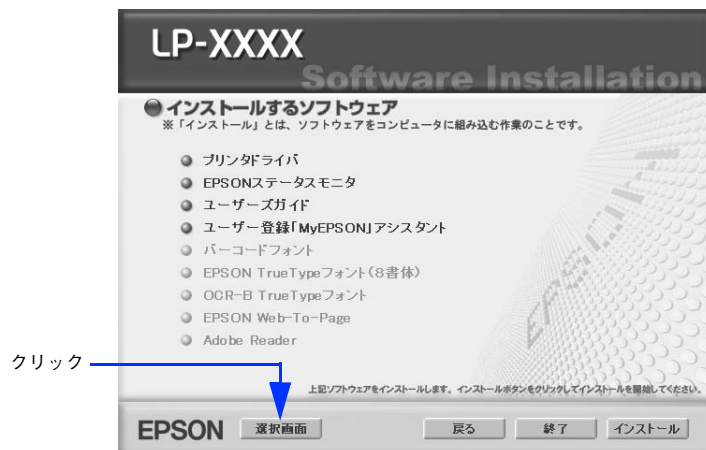 LP-XXXX
Software Installation
インストールするソフトウェア
※「インストール」とは、ソフトウェアをコンピュータに組み込む作業のことです。
プリンタドライバ
EPSONステータスモニタ
ユーザーズガイド
ユーザー登録「MyEPSON」アシスタント
バーコードフォント
EPSON TrueTypeフォント(8書体)
OCR-B TrueTypeフォント
EPSON Web-To-Page
Adobe Reader
EPSON
クリック
上記ソフトウェアをインストールします。インストールボタンをクリックしてインストールを開始してください。
EPSON 選択画面 戻る 終了 インストール